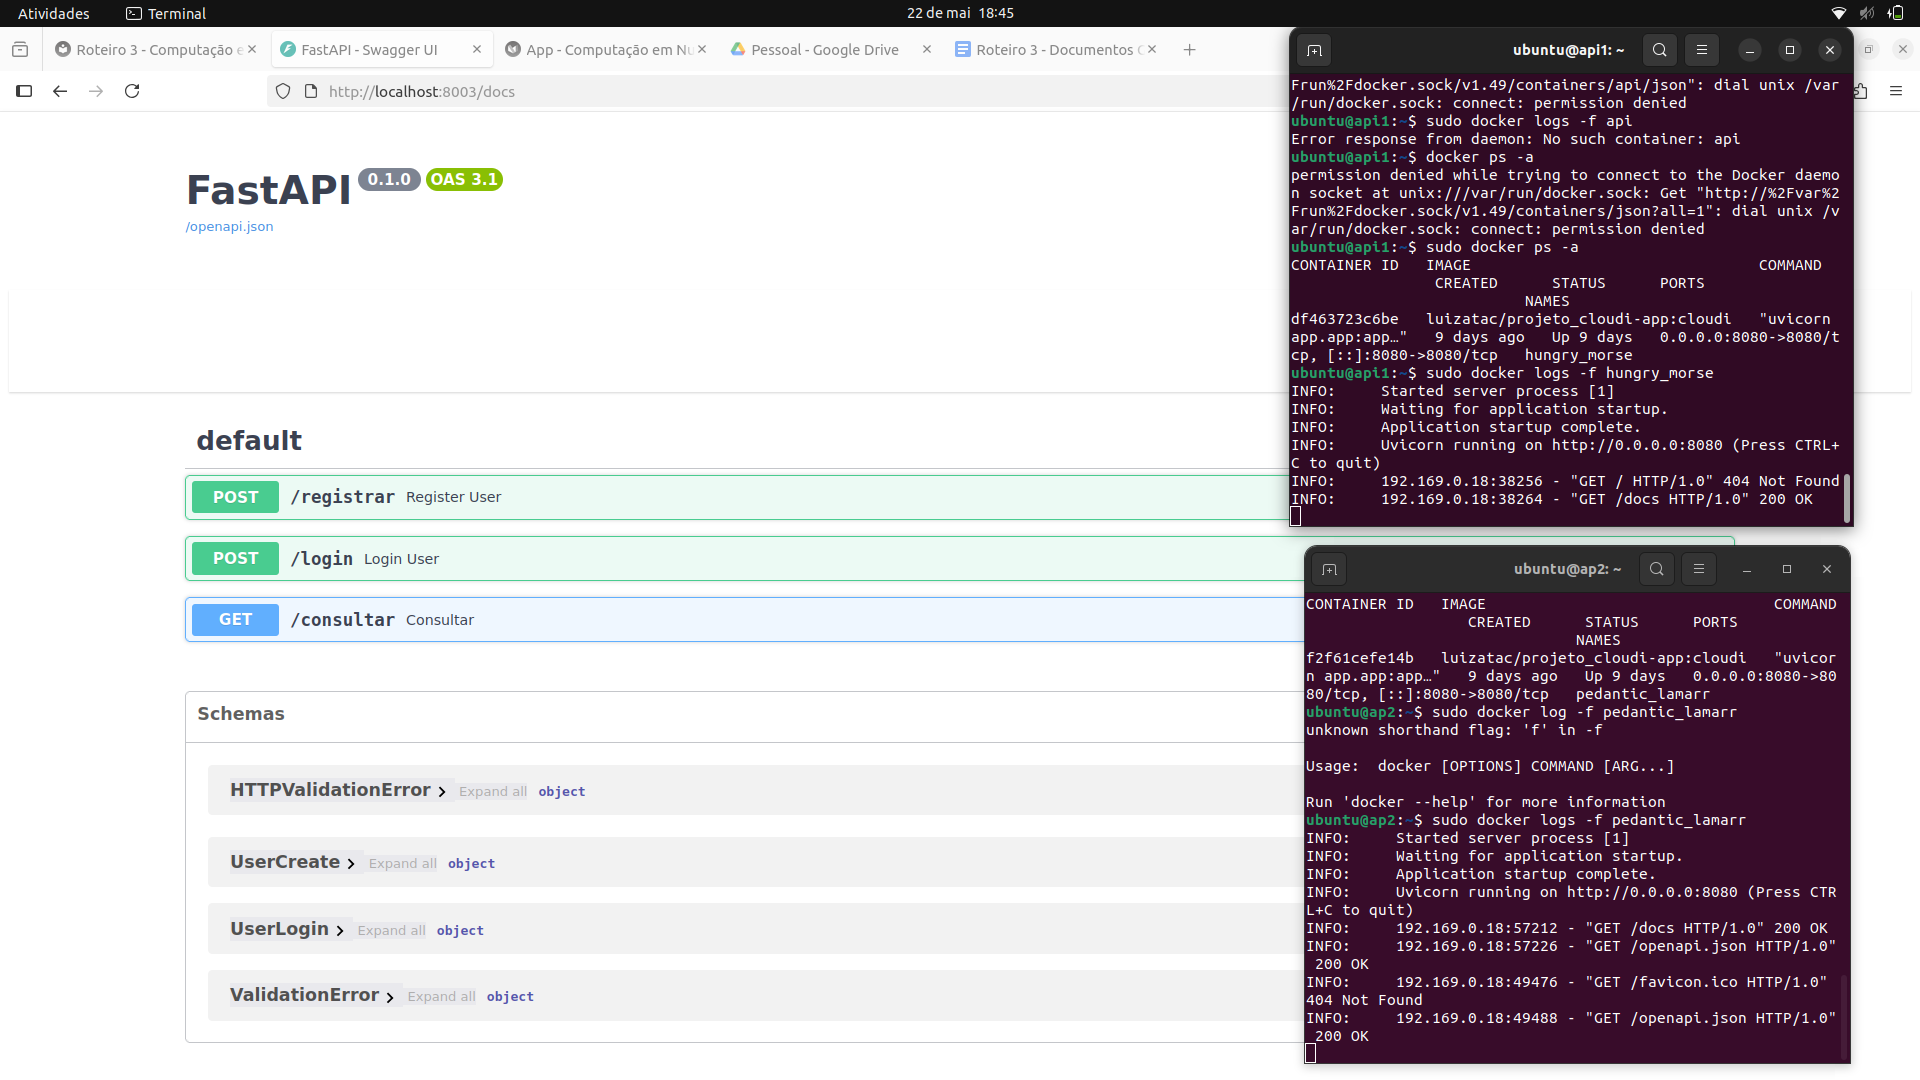 Atividades
Terminal
22 de mai 18:45
Roteiro 3 - Computação e
FastAPI - Swagger UI
App - Computação em Nu
Pessoal - Google Drive
Roteiro 3 - Documentos
http://localhost:8003/docs
FastAPI 0.1.0 OAS 3.1
/openapi.json
default
POST /registrar Register User
POST /login Login User
GET /consultar Consultar
Schemas
HTTPValidationError Expand all object
UserCreate Expand all object
UserLogin Expand all object
ValidationError Expand all object
ubuntu@api1: ~
Frun%2Fdocker.sock/v1.49/containers/api/json": dial unix /var
/run/docker.sock: connect: permission denied
ubuntu@api1:~$ sudo docker logs -f api
Error response from daemon: No such container: api
ubuntu@api1:~$ docker ps -a
permission denied while trying to connect to the Docker daemo
n socket at unix:///var/run/docker.sock: Get "http://%2Fvar%2
Frun%2Fdocker.sock/v1.49/containers/json?all=1": dial unix /v
ar/run/docker.sock: connect: permission denied
ubuntu@api1:~$ sudo docker ps -a
CONTAINER ID IMAGE COMMAND
CREATED STATUS PORTS
NAMES
df463723c6be luizatac/projeto_cloudi-app:cloudi "uvicorn
app.app:app…" 9 days ago Up 9 days 0.0.0.0:8080->8080/t
cp, [::]:8080->8080/tcp hungry_morse
ubuntu@api1:~$ sudo docker logs -f hungry_morse
INFO: Started server process [1]
INFO: Waiting for application startup.
INFO: Application startup complete.
INFO: Uvicorn running on http://0.0.0.0:8080 (Press CTRL+
C to quit)
INFO: 192.169.0.18:38256 - "GET / HTTP/1.0" 404 Not Found
INFO: 192.169.0.18:38264 - "GET /docs HTTP/1.0" 200 OK
ubuntu@ap2: ~
CONTAINER ID IMAGE COMMAND
CREATED STATUS PORTS
NAMES
f2f61cefe14b luizatac/projeto_cloudi-app:cloudi "uvicor
n app.app:app…" 9 days ago Up 9 days 0.0.0.0:8080->80
80/tcp, [::]:8080->8080/tcp pedantic_lamarr
ubuntu@ap2:~$ sudo docker log -f pedantic_lamarr
unknown shorthand flag: 'f' in -f
Usage: docker [OPTIONS] COMMAND [ARG...]
Run 'docker --help' for more information
ubuntu@ap2:~$ sudo docker logs -f pedantic_lamarr
INFO: Started server process [1]
INFO: Waiting for application startup.
INFO: Application startup complete.
INFO: Uvicorn running on http://0.0.0.0:8080 (Press CTR
L+C to quit)
INFO: 192.169.0.18:57212 - "GET /docs HTTP/1.0" 200 OK
INFO: 192.169.0.18:57226 - "GET /openapi.json HTTP/1.0"
200 OK
INFO: 192.169.0.18:49476 - "GET /favicon.ico HTTP/1.0"
404 Not Found
INFO: 192.169.0.18:49488 - "GET /openapi.json HTTP/1.0"
200 OK